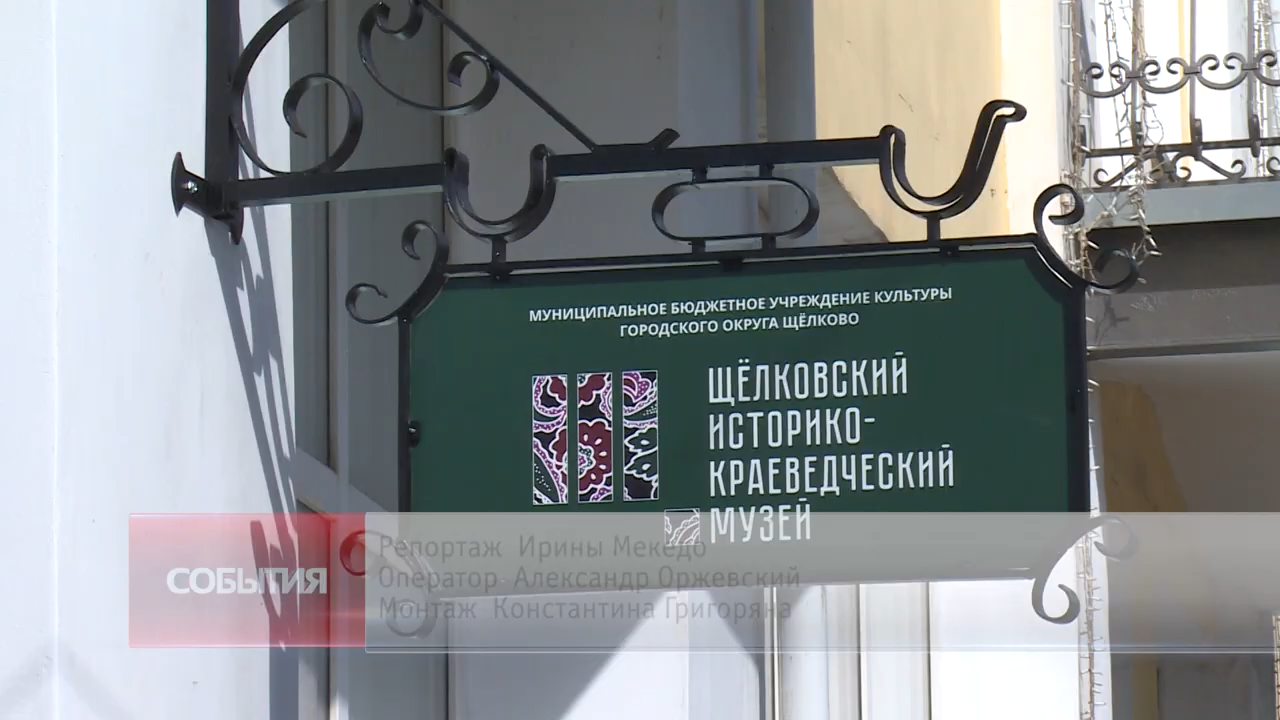 МУНИЦИПАЛЬНОЕ БЮДЖЕТНОЕ УЧРЕЖДЕНИЕ КУЛЬТУРЫ
ГОРОДСКОГО ОКРУГА ЩЁЛКОВО
ЩЁЛКОВСКИЙ
ИСТОРИКО-
КРАЕВЕДЧЕСКИЙ
МУЗЕЙ
СОБЫТИЯ
Репортаж Ирины Мекедо
Оператор Александр Оржевский
Монтаж Константина Григоряна